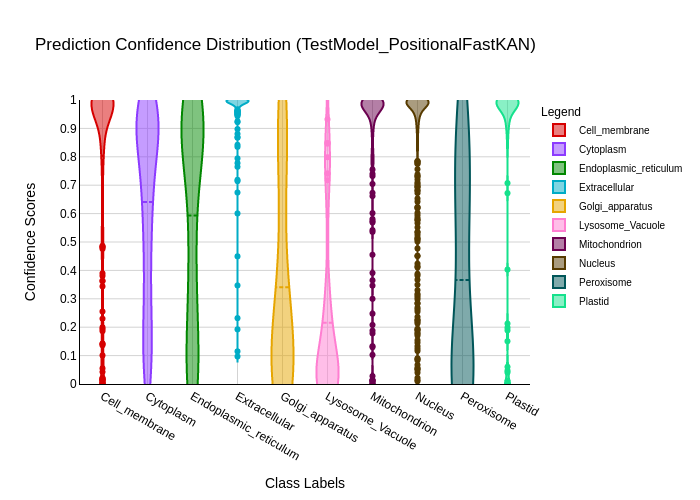 Prediction Confidence Distribution (TestModel_PositionalFastKAN)
Legend
Cell_membrane
Cytoplasm
Endoplasmic_reticulum
Extracellular
Golgi_apparatus
Lysosome_Vacuole
Mitochondrion
Nucleus
Peroxisome
Plastid
Confidence Scores
1
0.9
0.8
0.7
0.6
0.5
0.4
0.3
0.2
0.1
0
Cell_membrane
Cytoplasm
Endoplasmic_reticulum
Extracellular
Golgi_apparatus
Lysosome_Vacuole
Mitochondrion
Nucleus
Peroxisome
Plastid
Class Labels